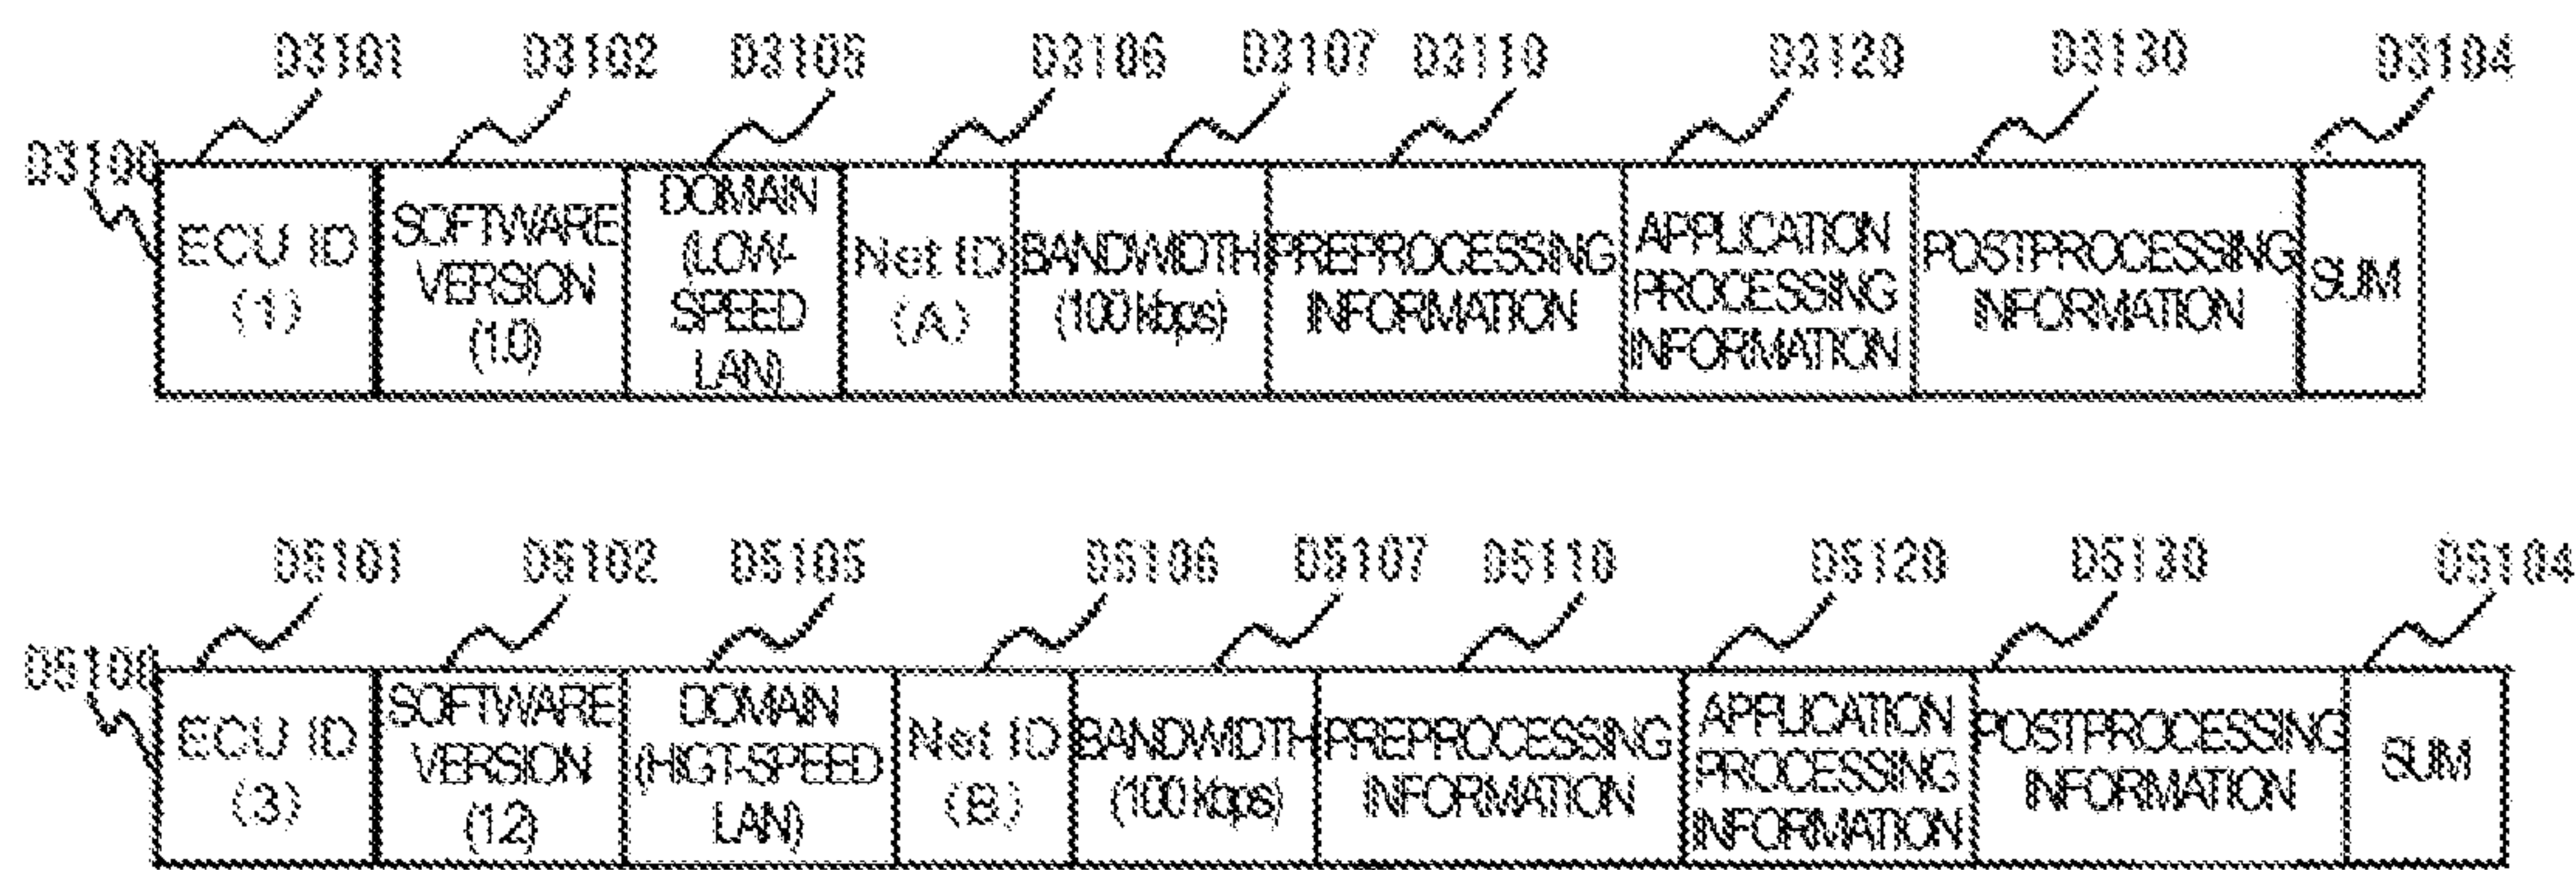 D3101 D3102 D3105 D3106 D3107 D3110 D3120 D3130 D3104
D3100
ECU ID
(1)
SOFTWARE
VERSION
(1.0)
DOMAIN
(LOW-
SPEED
LAN)
Net ID
(A)
BANDWIDTH
(100 kbps)
PREPROCESSING
INFORMATION
APPLICATION
PROCESSING
INFORMATION
POSTPROCESSING
INFORMATION
SUM
D5101 D5102 D5105 D5106 D5107 D5110 D5120 D5130 D5104
D5100
ECU ID
(3)
SOFTWARE
VERSION
(1.2)
DOMAIN
(HIGT-SPEED
LAN)
Net ID
(B)
BANDWIDTH
(100 kbps)
PREPROCESSING
INFORMATION
APPLICATION
PROCESSING
INFORMATION
POSTPROCESSING
INFORMATION
SUM